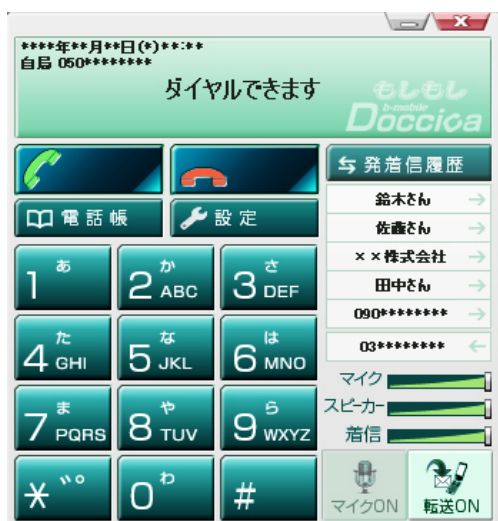 ****年**月**日(*)**:**
自局 050********
ダイヤルできます
もしもし
b-mobile
Doccica
発着信履歴
電話帳
設定
鈴木さん →
佐藤さん →
××株式会社 →
田中さん →
090******** →
03******** ←
1 あ
2 か ABC
3 さ DEF
4 た GHI
5 な JKL
6 は MNO
7 ま PQRS
8 や TUV
9 ら WXYZ
* ゛゜
0 わ
#
マイク
スピーカー
着信
マイクON
転送ON